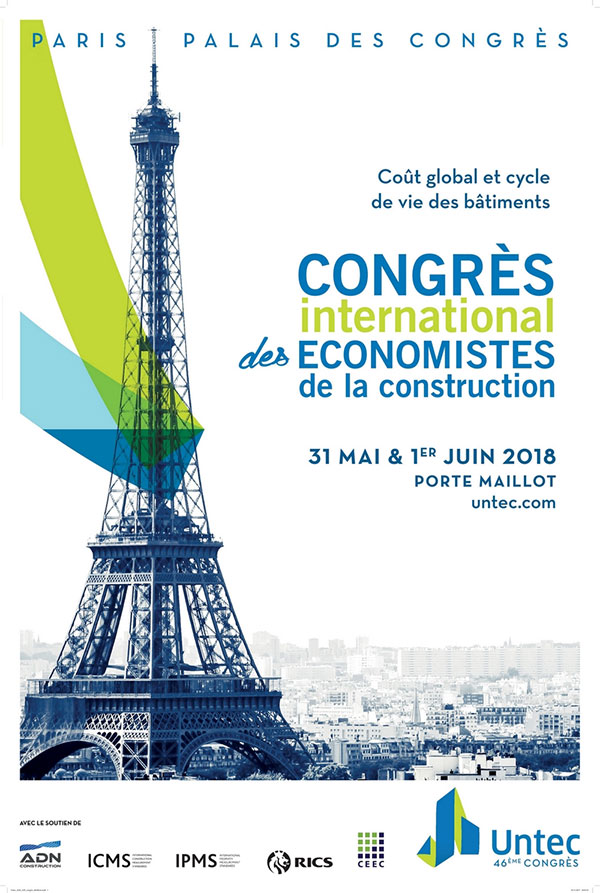 PARIS PALAIS DES CONGRÈS
Coût global et cycle
de vie des bâtiments
CONGRÈS
international
des ECONOMISTES
de la construction
31 MAI & 1ER JUIN 2018
PORTE MAILLOT
untec.com
AVEC LE SOUTIEN DE
ADN
CONSTRUCTION
ICMS
IPMS
RICS
CEEC
Untec
46ÈME CONGRÈS